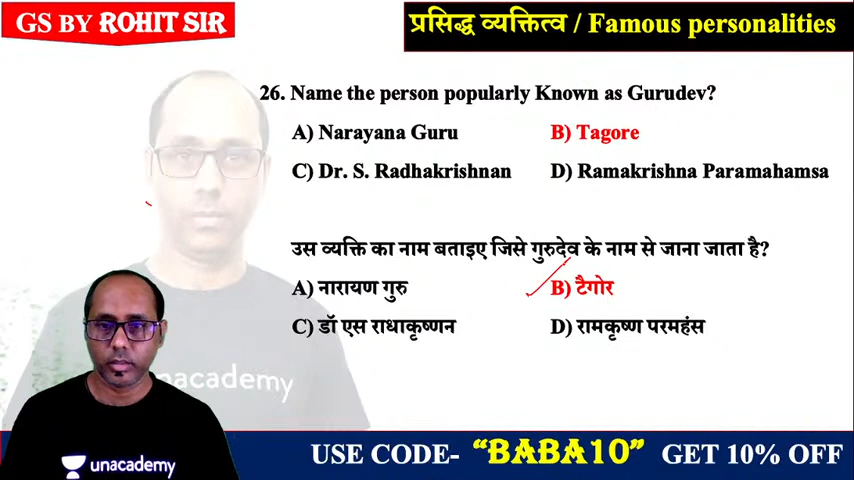 GS BY ROHIT SIR
प्रसिद्ध व्यक्तित्व / Famous personalities
26. Name the person popularly Known as Gurudev?
A) Narayana Guru
B) Tagore
C) Dr. S. Radhakrishnan
D) Ramakrishna Paramahamsa
उस व्यक्ति का नाम बताइए जिसे गुरुदेव के नाम से जाना जाता है?
A) नारायण गुरु
B) टैगोर
C) डॉ एस राधाकृष्णन
D) रामकृष्ण परमहंस
unacademy
unacademy
USE CODE- “BABA10” GET 10% OFF